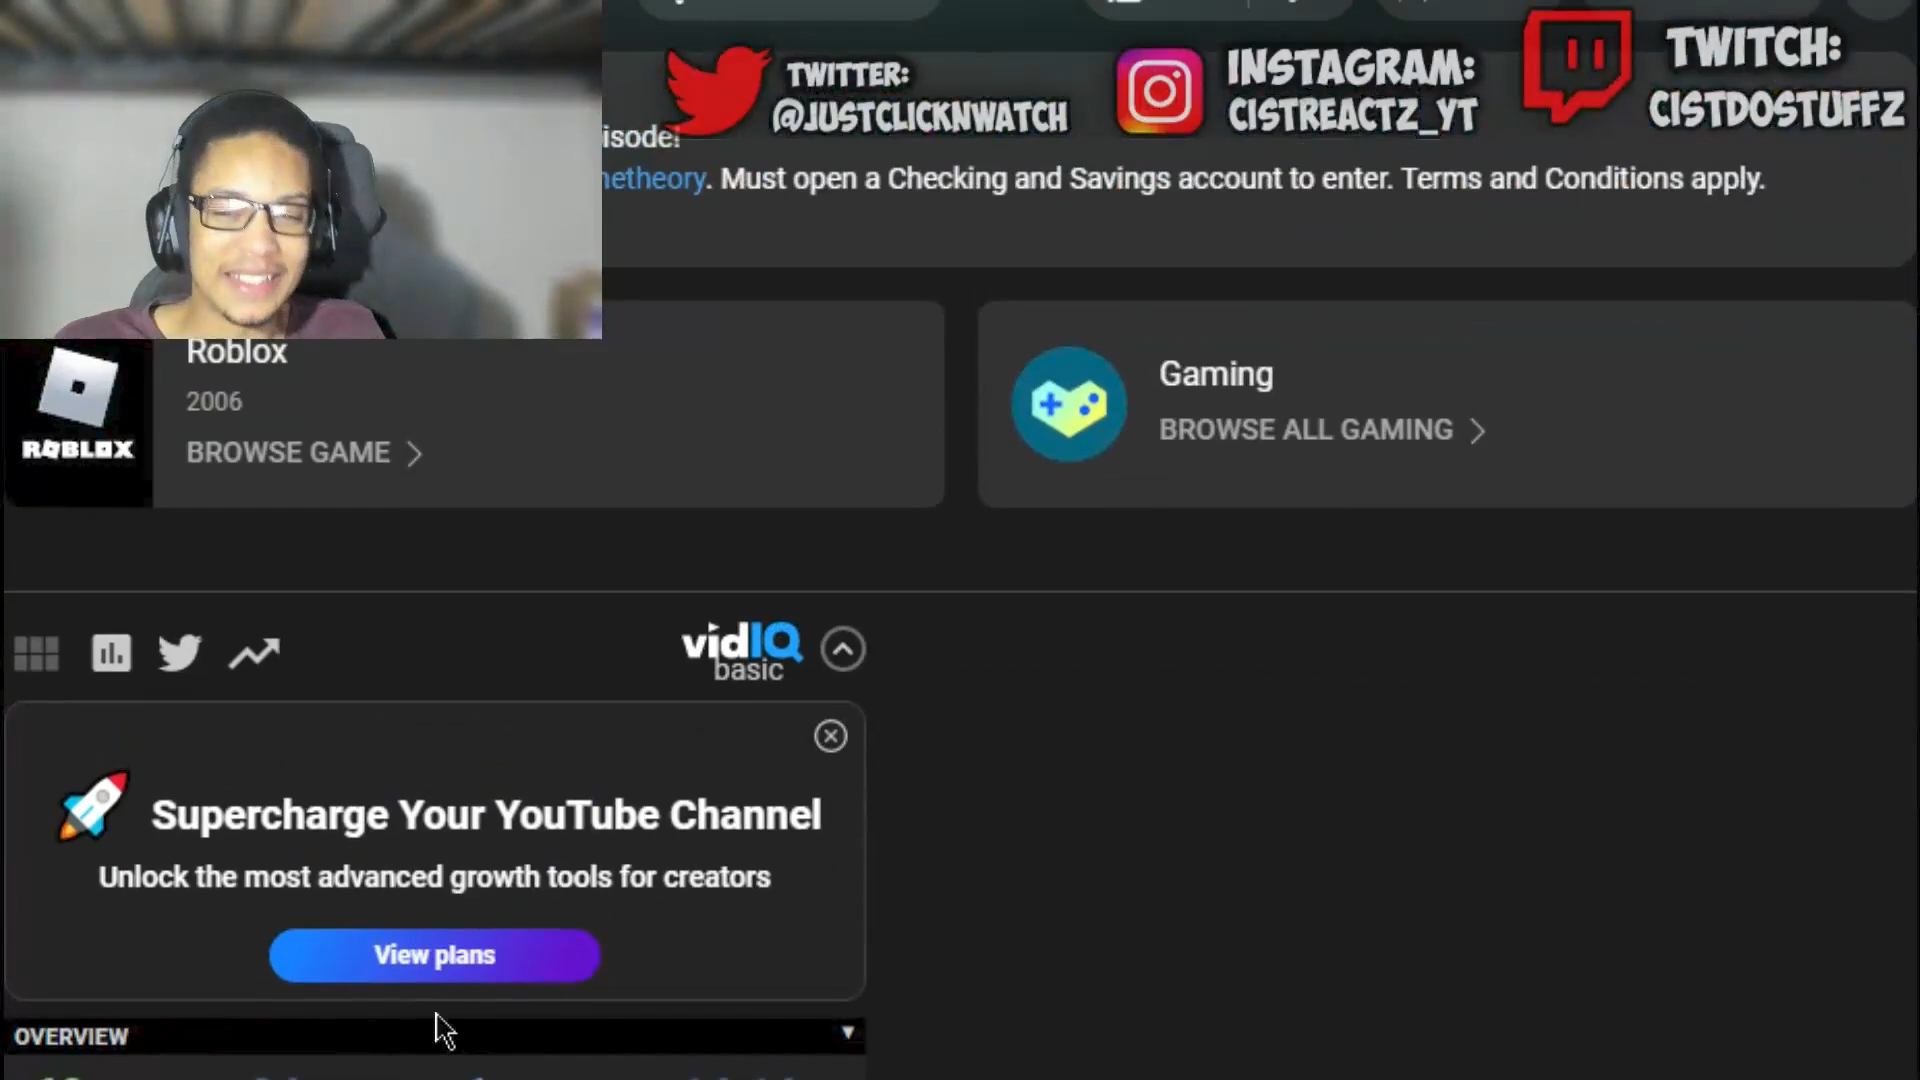 TWITTER:
@JUSTCLICKNWATCH
INSTAGRAM:
CISTREACTZ_YT
TWITCH:
CISTDOSTUFFZ
isode!
netheory. Must open a Checking and Savings account to enter. Terms and Conditions apply.
ROBLOX
Roblox
2006
BROWSE GAME
Gaming
BROWSE ALL GAMING
vidIQ
basic
Supercharge Your YouTube Channel
Unlock the most advanced growth tools for creators
View plans
OVERVIEW